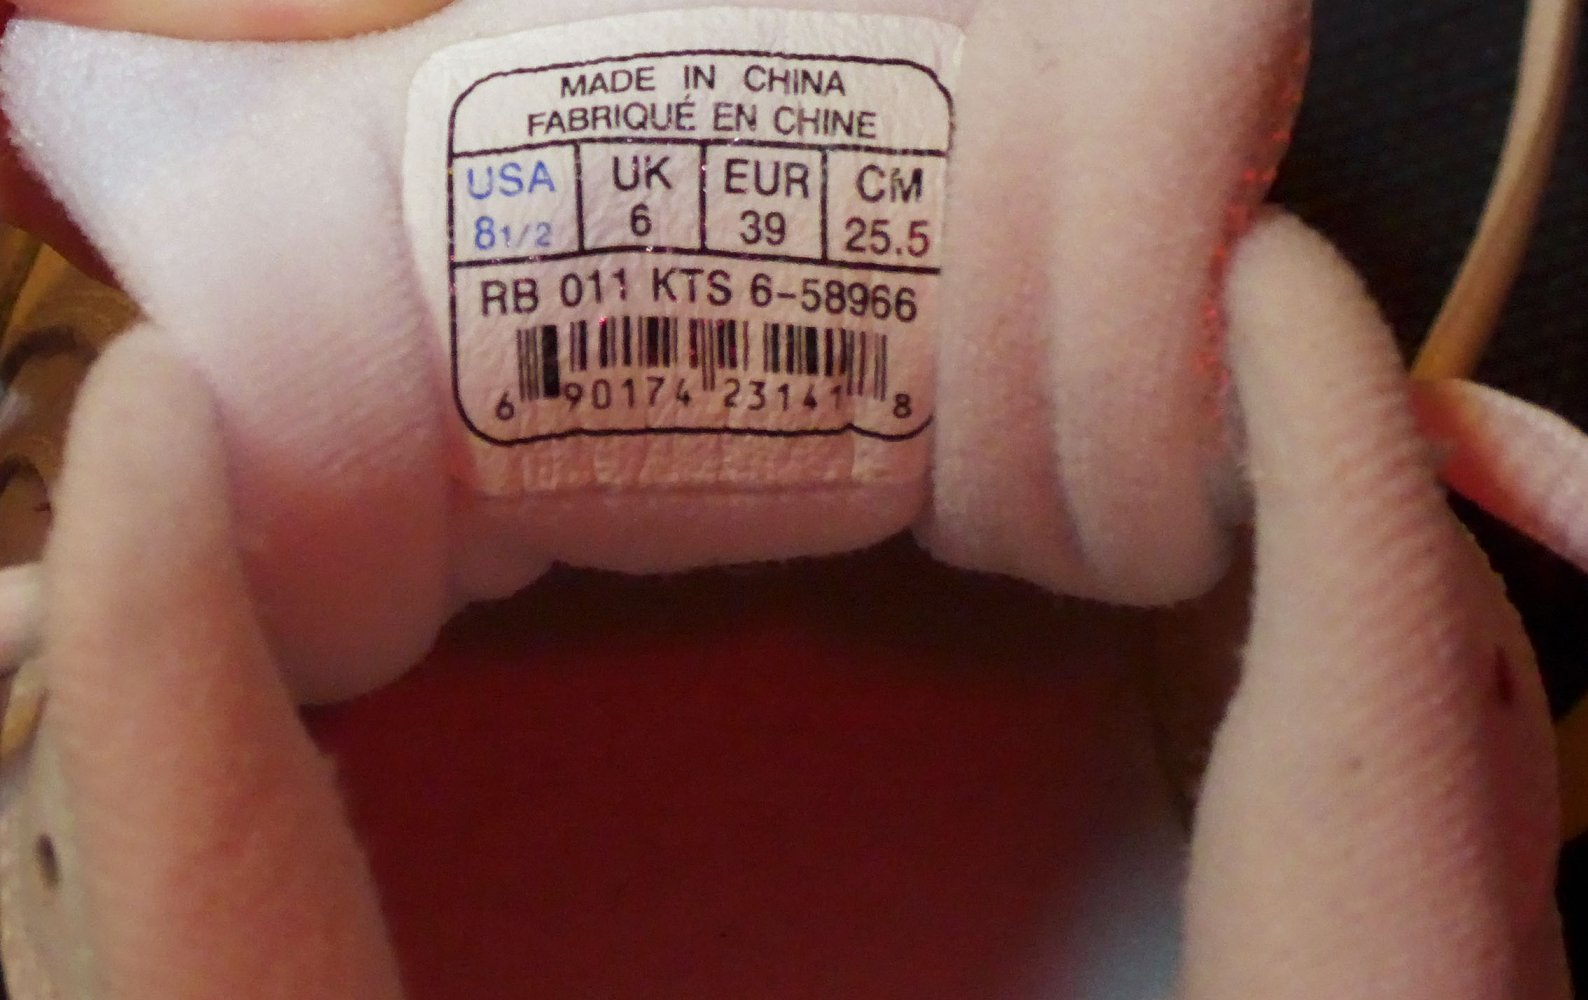 MADE IN CHINA
FABRIQUÉ EN CHINE
USA UK EUR CM
8 1/2 6 39 25.5
RB 011 KTS 6-58966
6 90174 23141 8